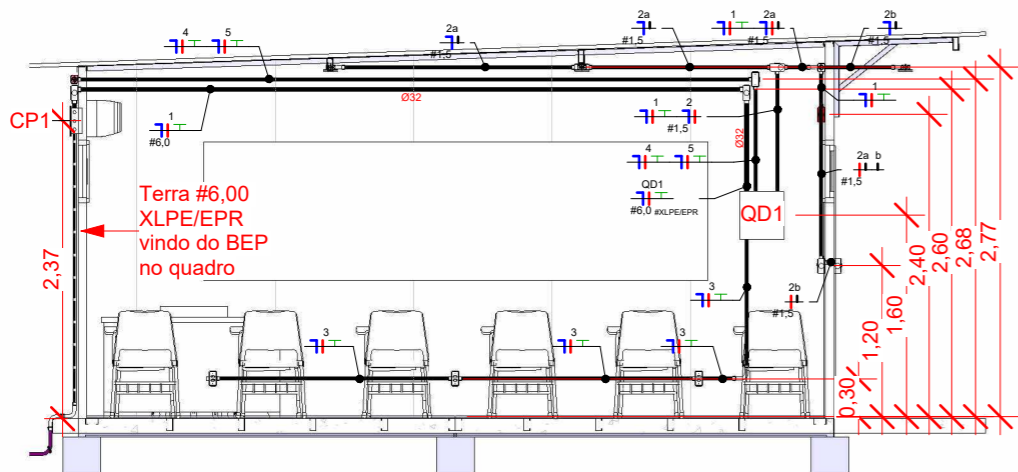 4 5
2a
#1,5
2a
#1,5
1 2a
#1,5
2b
#1,5
CP1
1
#6,0
Ø32
1 2
#1,5
Ø32
1
4 5
2a b
#1,5
QD1
#6,0 #XLPE/EPR
QD1
Terra #6,00
XLPE/EPR
vindo do BEP
no quadro
2,37
3
2b
#1,5
3
3
3
0,30
1,20
1,60
2,40
2,60
2,68
2,77